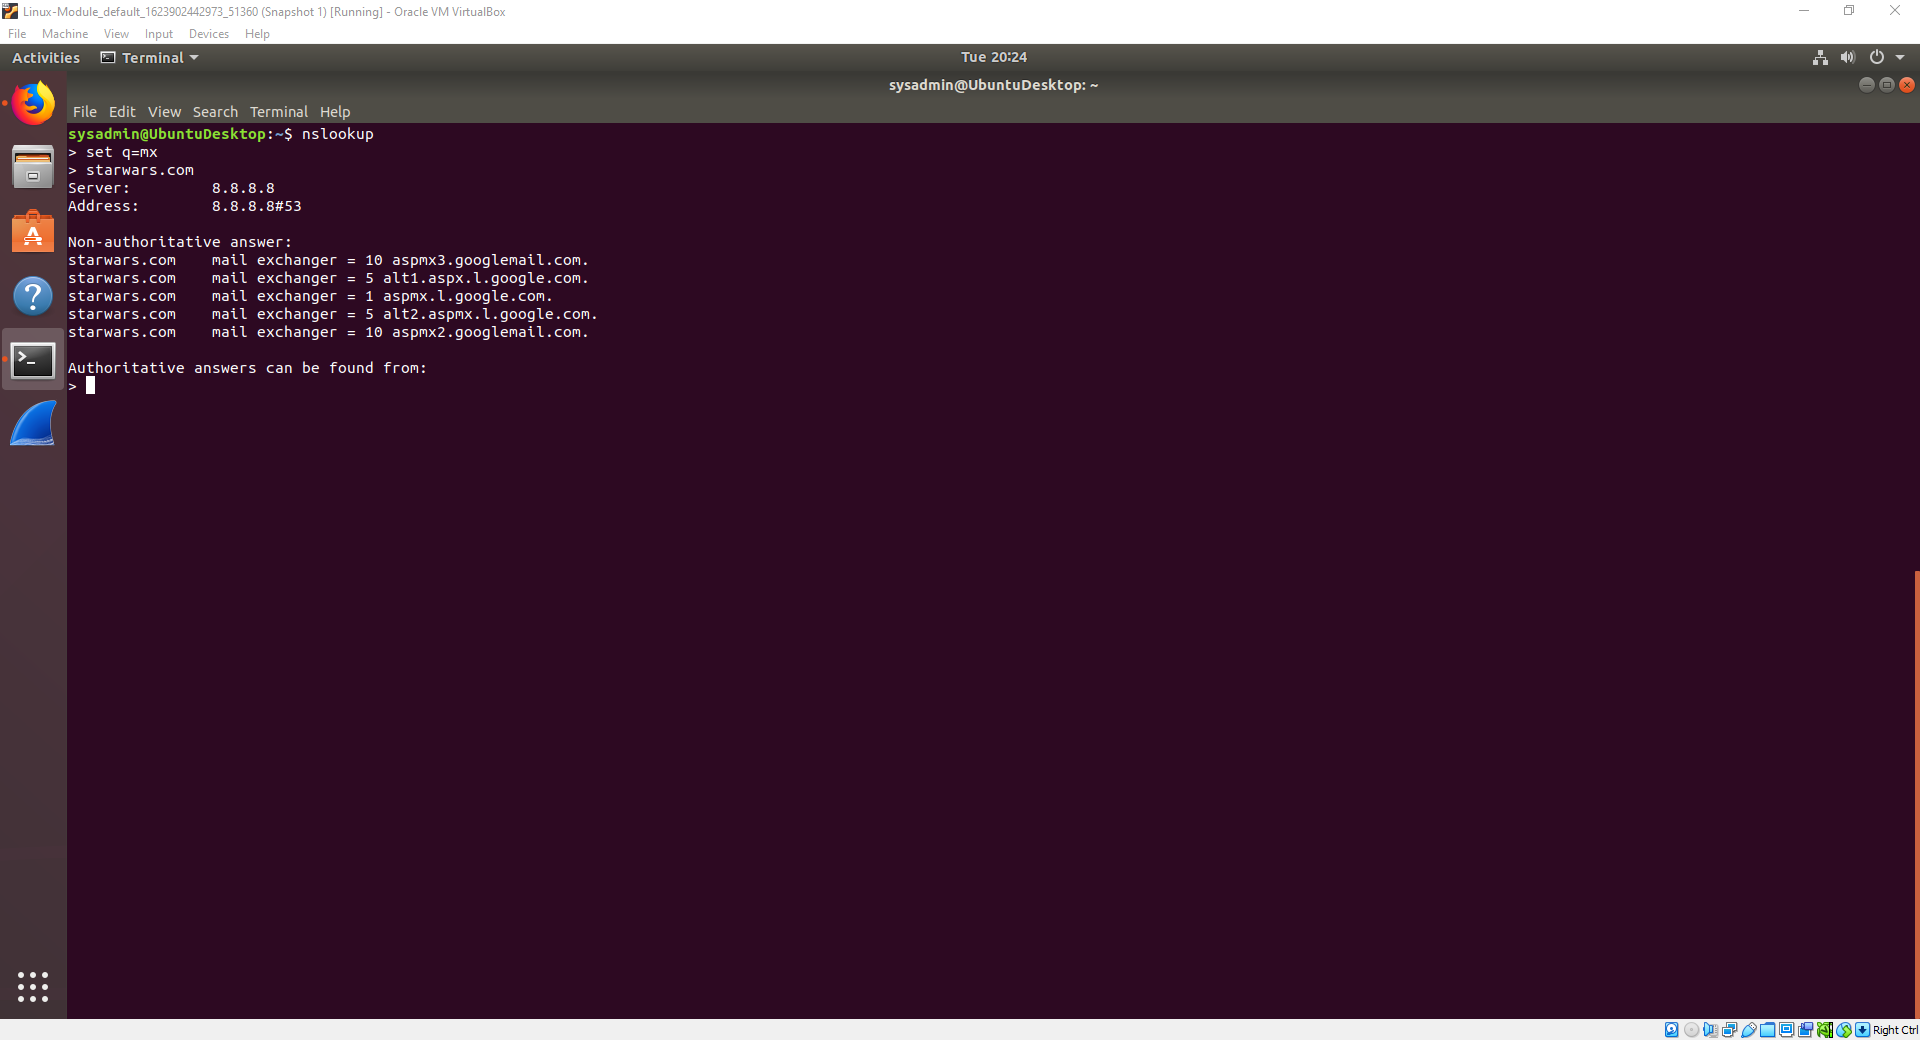 Linux-Module_default_1623902442973_51360 (Snapshot 1) [Running] - Oracle VM VirtualBox
File Machine View Input Devices Help
Activities Terminal Tue 20:24
sysadmin@UbuntuDesktop: ~
File Edit View Search Terminal Help
sysadmin@UbuntuDesktop:~$ nslookup
> set q=mx
> starwars.com
Server: 8.8.8.8
Address: 8.8.8.8#53
Non-authoritative answer:
starwars.com mail exchanger = 10 aspmx3.googlemail.com.
starwars.com mail exchanger = 5 alt1.aspx.l.google.com.
starwars.com mail exchanger = 1 aspmx.l.google.com.
starwars.com mail exchanger = 5 alt2.aspmx.l.google.com.
starwars.com mail exchanger = 10 aspmx2.googlemail.com.
Authoritative answers can be found from:
>
Right Ctrl